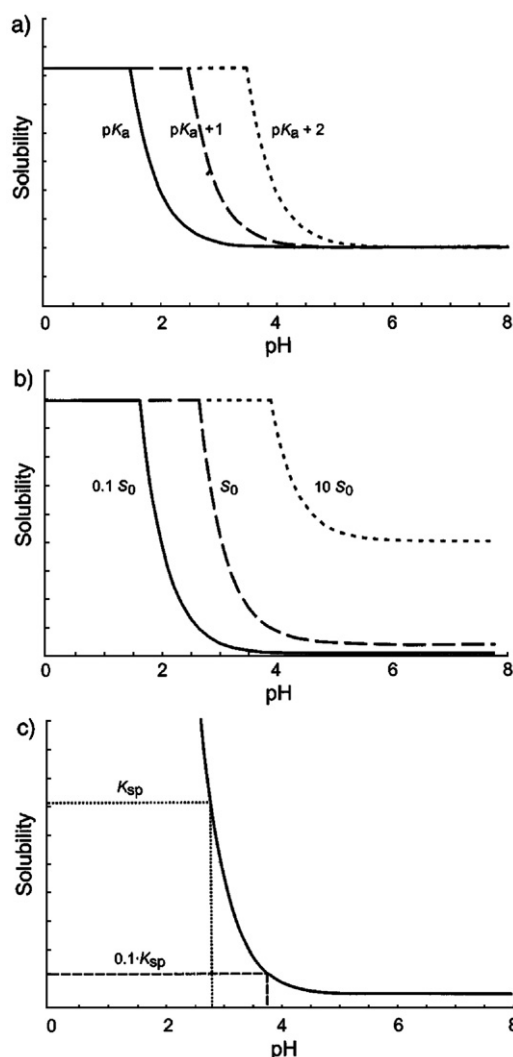 a)
Solubility
pKa
pKa +1
pKa + 2
0 2 4 6 8
pH
b)
Solubility
0.1 S0
S0
10 S0
0 2 4 6 8
pH
c)
Solubility
Ksp
0.1·Ksp
0 2 4 6 8
pH